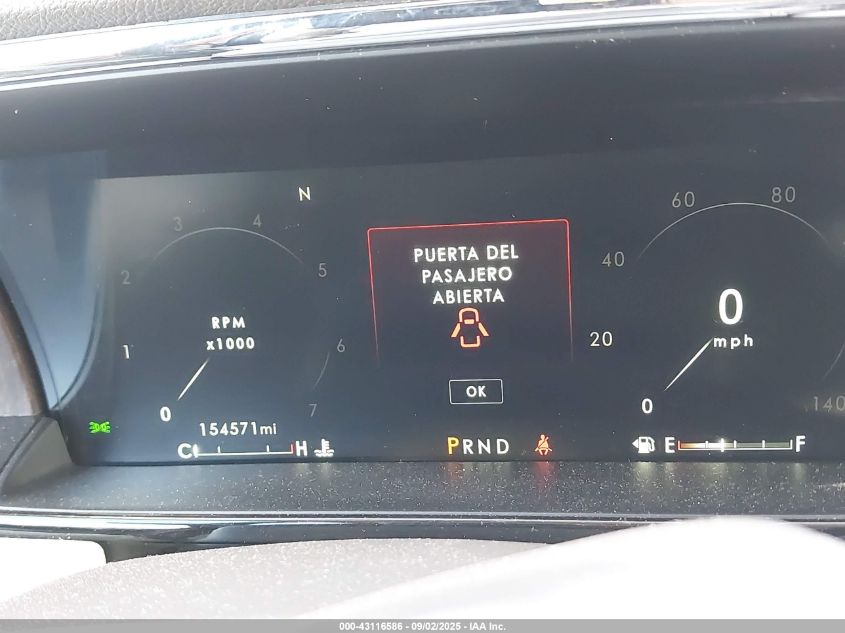 N
PUERTA DEL
PASAJERO
ABIERTA
OK
0
1
2
3
4
5
6
7
RPM
x1000
154571mi
C H
PRND
0
20
40
60
80
140
0
mph
E F
000-43116586 - 09/02/2025 - IAA Inc.